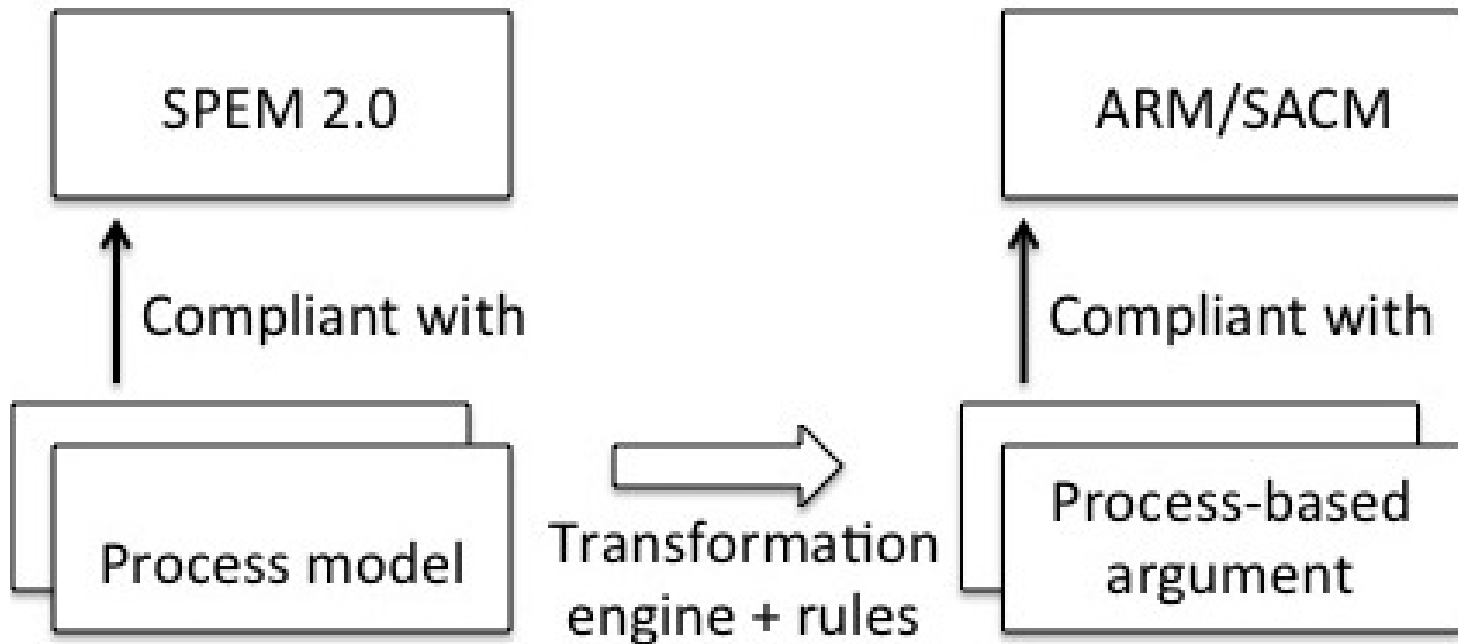 SPEM 2.0
ARM/SACM
Compliant with
Compliant with
Process model
Transformation
engine + rules
Process-based
argument